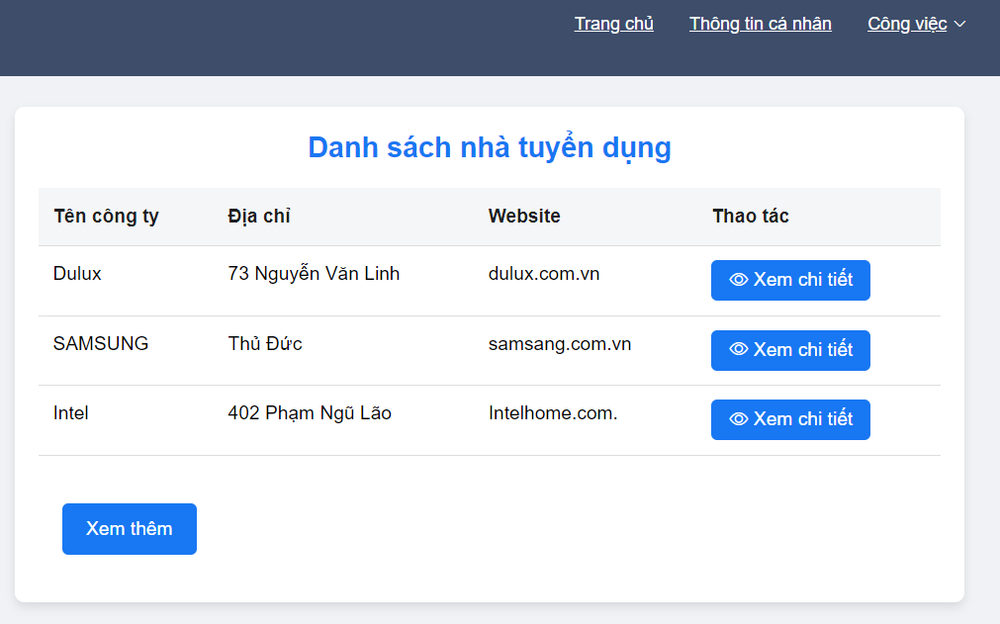 Trang chủ Thông tin cá nhân Công việc
Danh sách nhà tuyển dụng
Tên công ty Địa chỉ Website Thao tác
Dulux 73 Nguyễn Văn Linh dulux.com.vn Xem chi tiết
SAMSUNG Thủ Đức samsang.com.vn Xem chi tiết
Intel 402 Phạm Ngũ Lão Intelhome.com. Xem chi tiết
Xem thêm